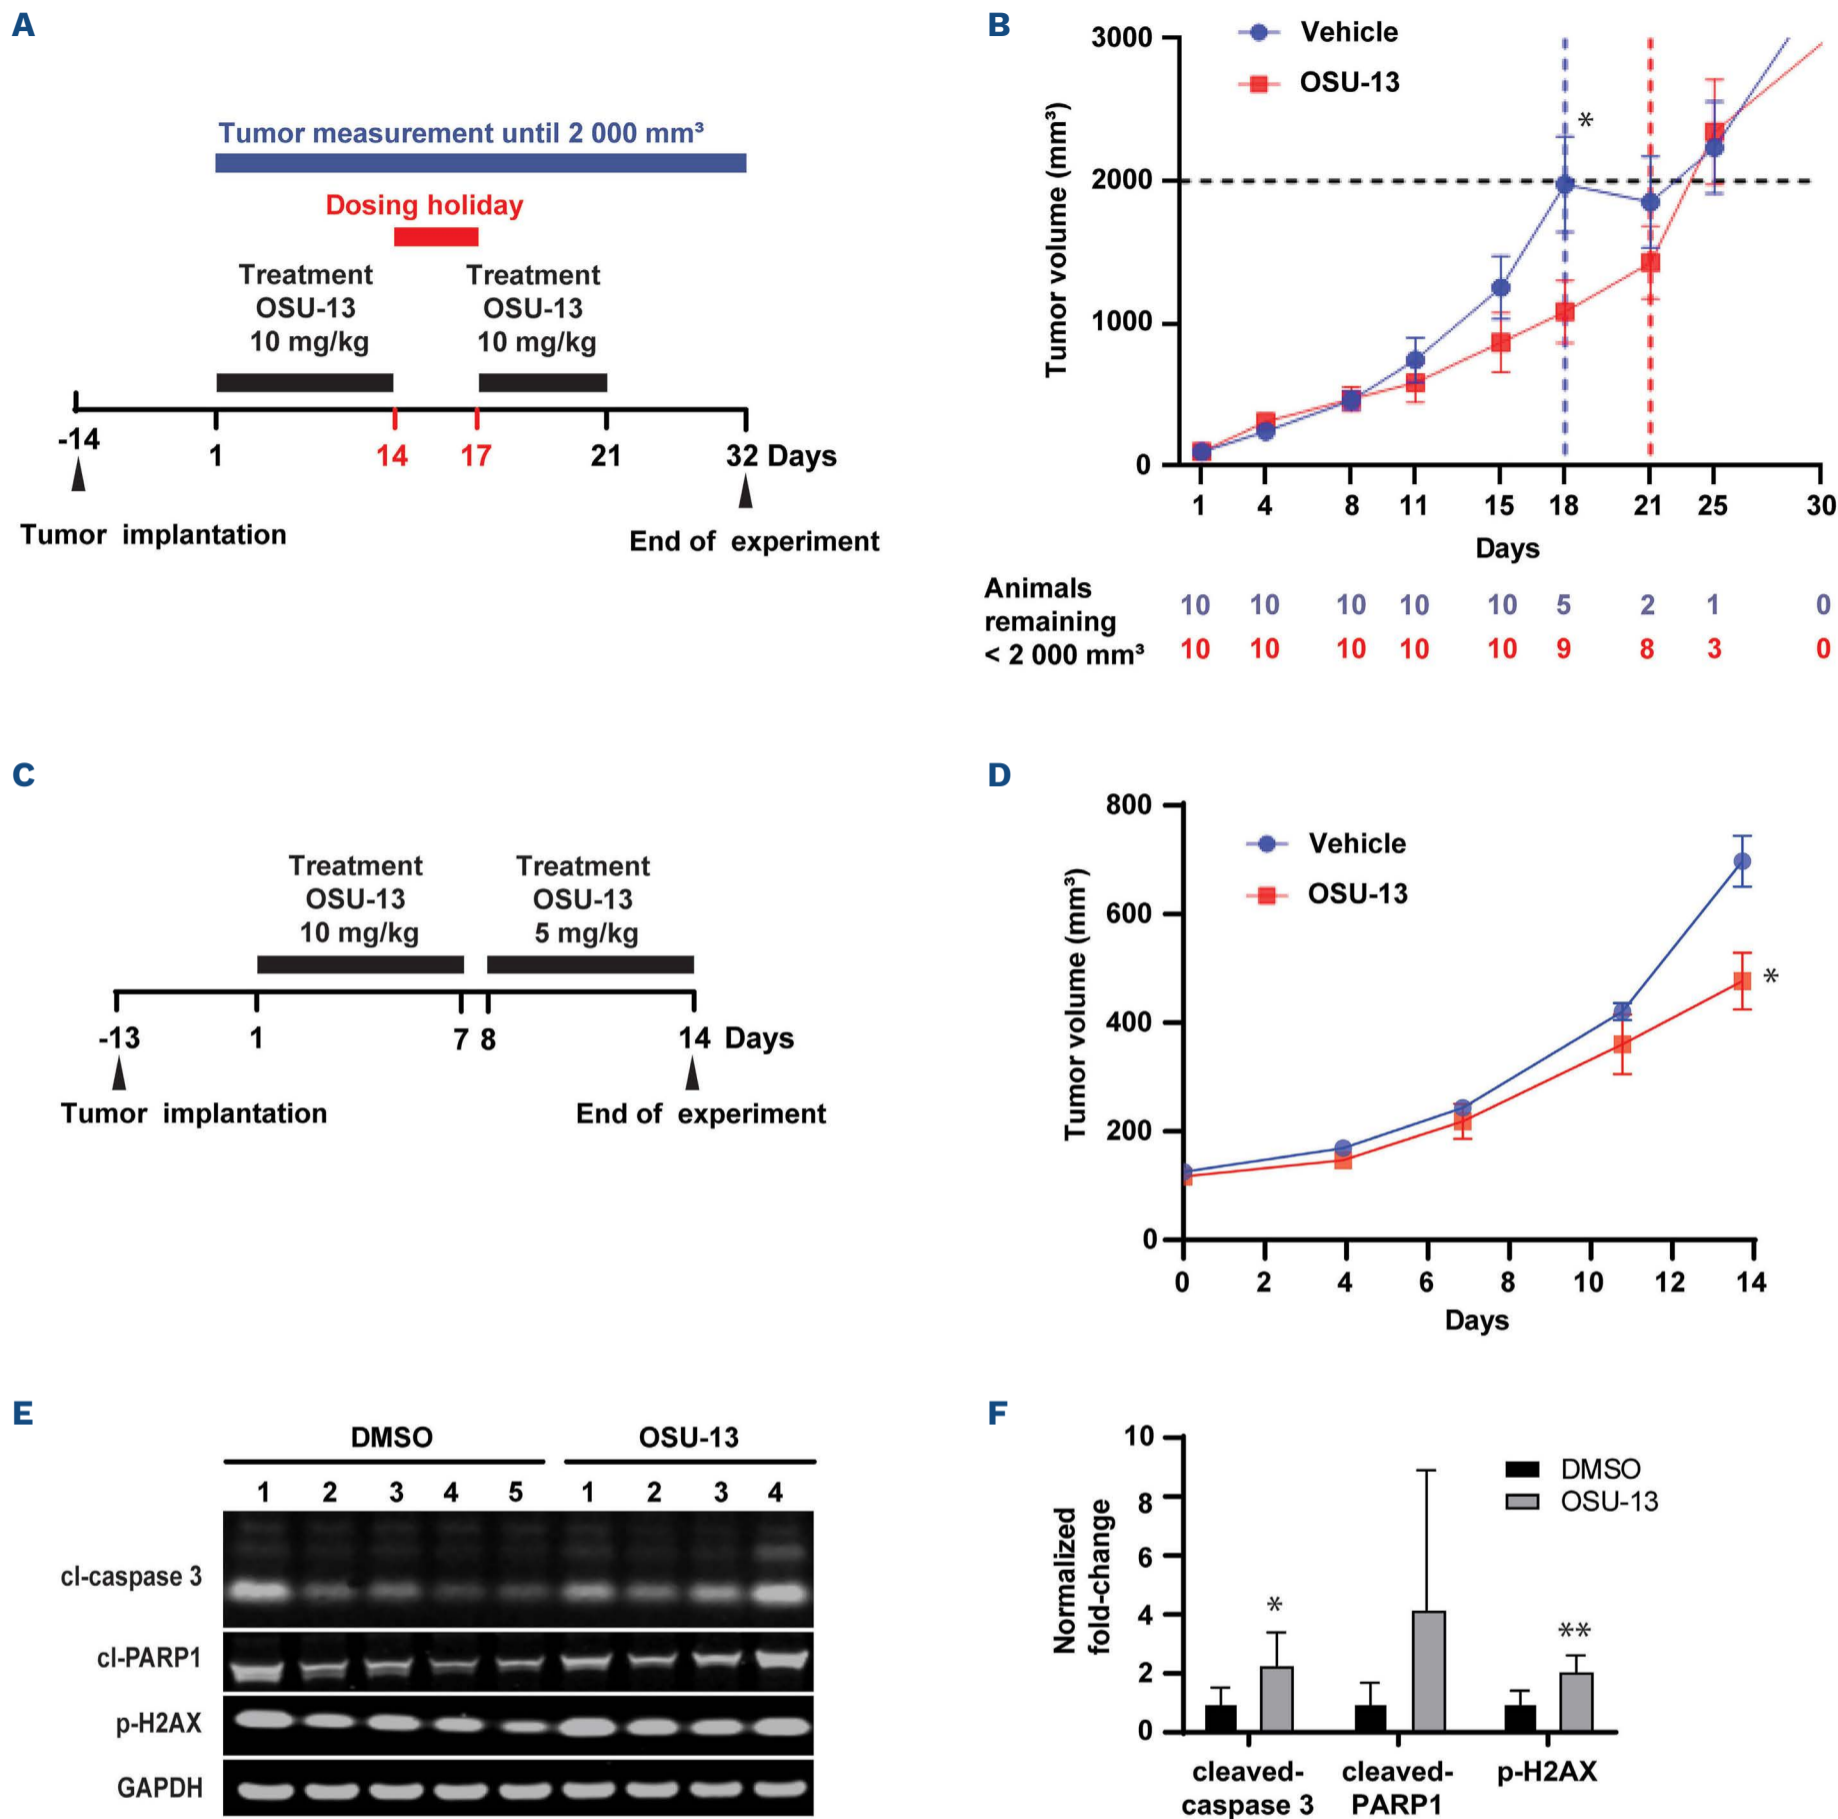 A
Tumor measurement until 2 000 mm³
Dosing holiday
Treatment
OSU-13
10 mg/kg
Treatment
OSU-13
10 mg/kg
-14
1
14
17
21
32 Days
Tumor implantation
End of experiment
B
Vehicle
OSU-13
Tumor volume (mm³)
3000
2000
1000
0
*
1 4 8 11 15 18 21 25 30
Days
Animals
remaining
< 2 000 mm³
10 10 10 10 10 5 2 1 0
10 10 10 10 10 9 8 3 0
C
Treatment
OSU-13
10 mg/kg
Treatment
OSU-13
5 mg/kg
-13
1
7
8
14 Days
Tumor implantation
End of experiment
D
Vehicle
OSU-13
Tumor volume (mm³)
800
600
400
200
0
*
0 2 4 6 8 10 12 14
Days
E
DMSO OSU-13
1 2 3 4 5 1 2 3 4
cl-caspase 3
cl-PARP1
p-H2AX
GAPDH
F
DMSO
OSU-13
Normalized
fold-change
10
8
6
4
2
0
*
**
cleaved-
caspase 3
cleaved-
PARP1
p-H2AX